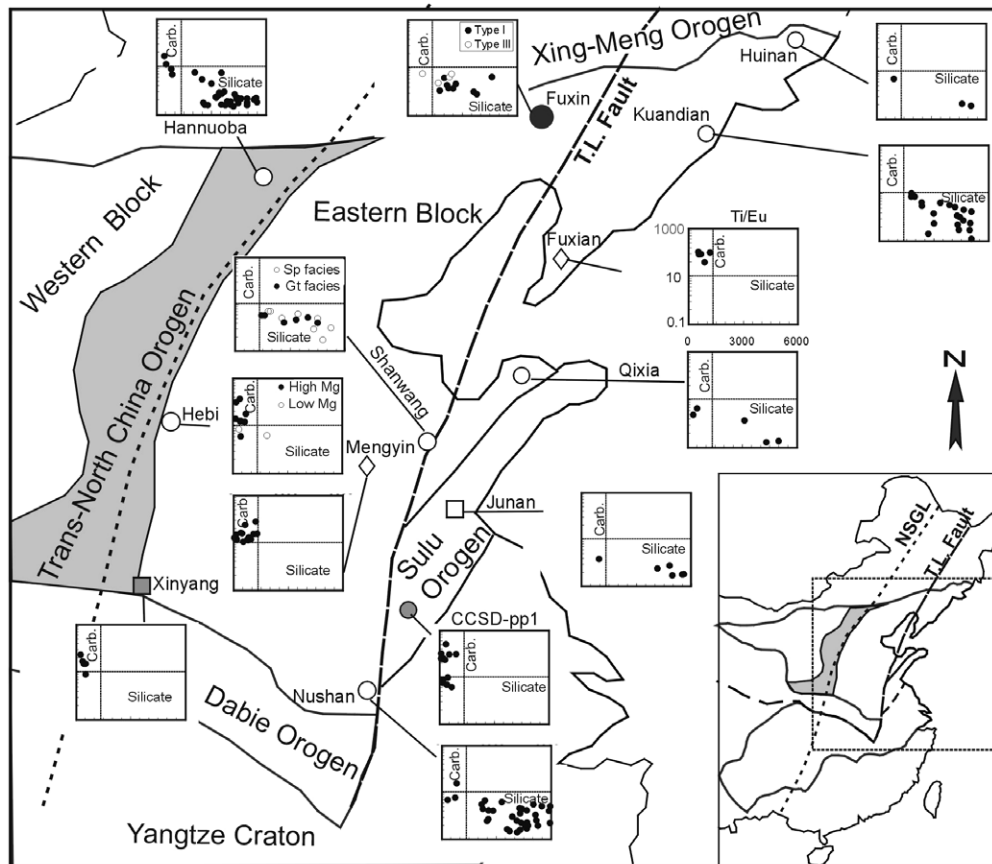 Carb.
Silicate
Hannuoba
Type I
Type III
Carb.
Silicate
Fuxin
Xing-Meng Orogen
Huinan
Carb.
Silicate
Kuandian
T.L. Fault
Carb.
Silicate
Western Block
Eastern Block
Fuxian
Ti/Eu
1000
10
0.1
Carb.
Silicate
0
3000
6000
Trans-North China Orogen
Carb.
Sp facies
Gt facies
Silicate
Shanwang
Qixia
Carb.
Silicate
N
Hebi
Carb.
High Mg
Low Mg
Silicate
Mengyin
Carb
Silicate
Junan
Carb.
Silicate
Sulu
Orogen
Xinyang
Carb.
Silicate
CCSD-pp1
Carb.
Silicate
Nushan
Carb.
Silicate
Dabie Orogen
Yangtze Craton
NSGL
T.L. Fault